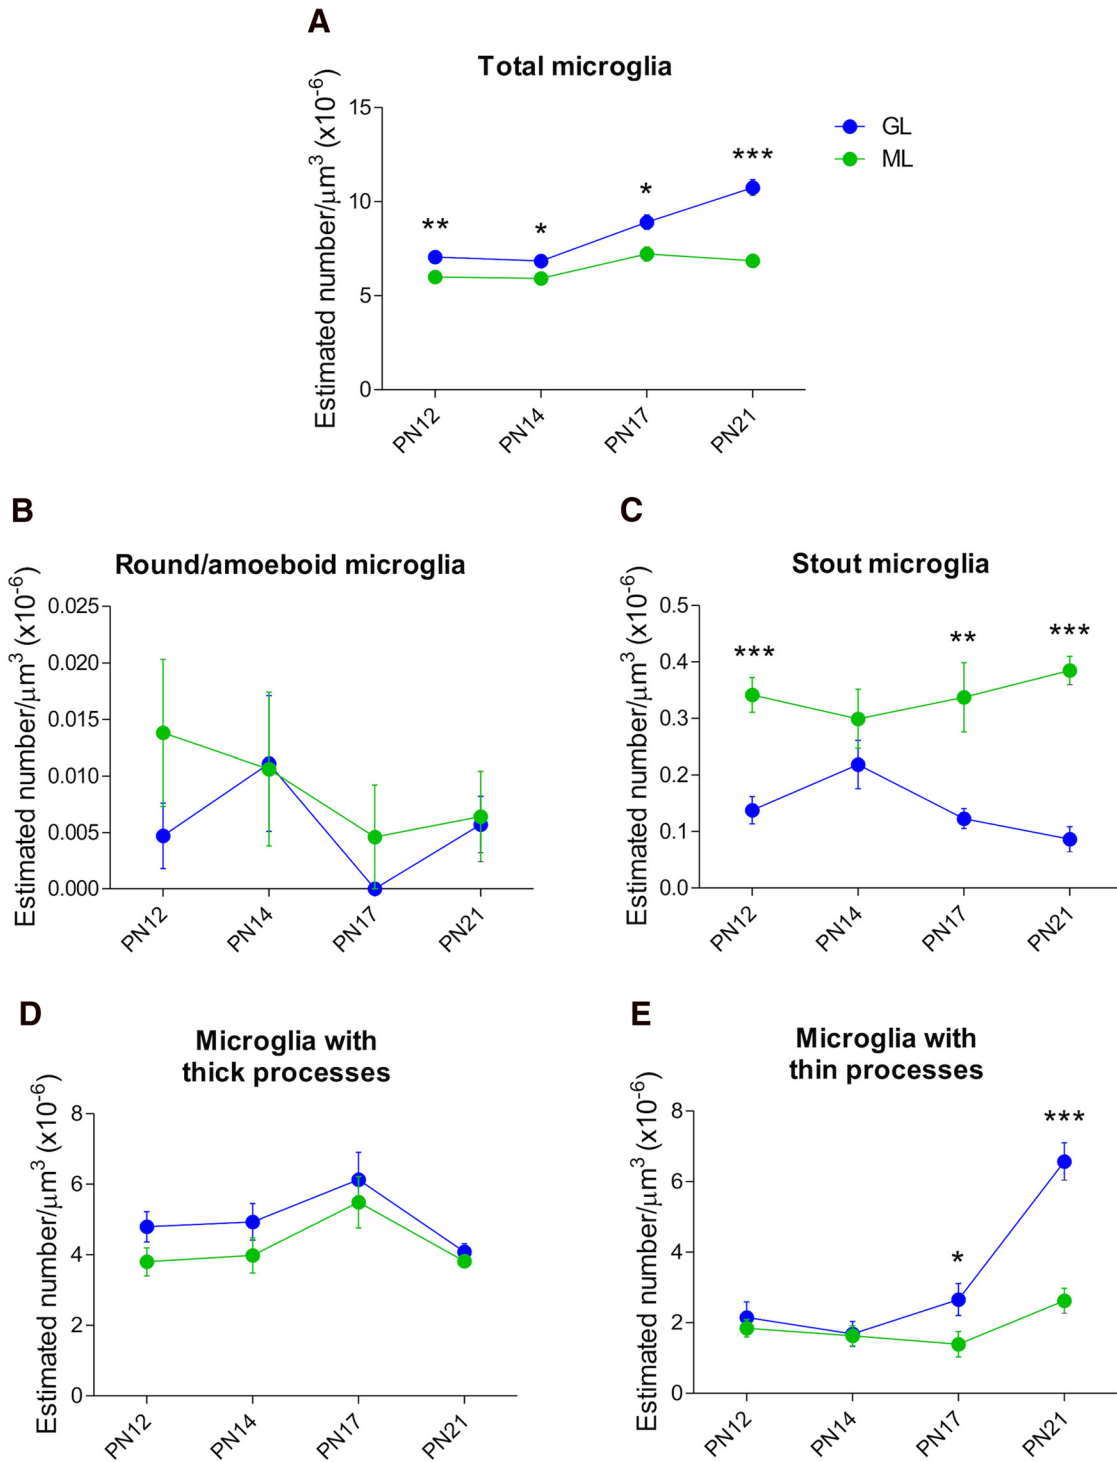 A
Total microglia
Estimated number/μm³ (x10⁻⁶)
15
10
5
0
** * * ***
PN12 PN14 PN17 PN21
GL
ML
B
Round/amoeboid microglia
Estimated number/μm³ (x10⁻⁶)
0.025
0.020
0.015
0.010
0.005
0.000
PN12 PN14 PN17 PN21
C
Stout microglia
Estimated number/μm³ (x10⁻⁶)
0.5
0.4
0.3
0.2
0.1
0.0
*** ** ***
PN12 PN14 PN17 PN21
D
Microglia with
thick processes
Estimated number/μm³ (x10⁻⁶)
8
6
4
2
0
PN12 PN14 PN17 PN21
E
Microglia with
thin processes
Estimated number/μm³ (x10⁻⁶)
8
6
4
2
0
* ***
PN12 PN14 PN17 PN21